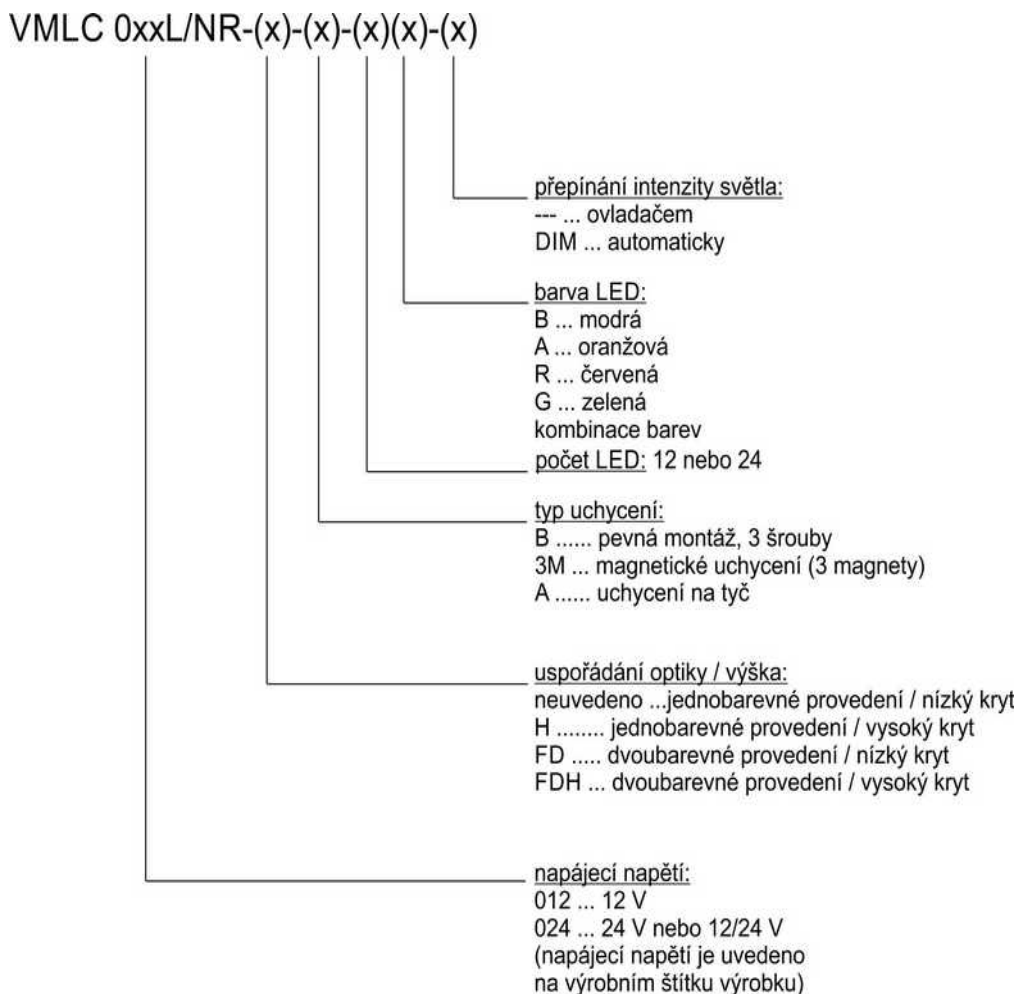 VMLC 0xxL/NR-(x)-(x)-(x)(x)-(x)
přepínání intenzity světla:
--- ... ovladačem
DIM ... automaticky
barva LED:
B ... modrá
A ... oranžová
R ... červená
G ... zelená
kombinace barev
počet LED: 12 nebo 24
typ uchycení:
B ...... pevná montáž, 3 šrouby
3M ... magnetické uchycení (3 magnety)
A ...... uchycení na tyč
uspořádání optiky / výška:
neuvedeno ...jednobarevné provedení / nízký kryt
H ........ jednobarevné provedení / vysoký kryt
FD ..... dvoubarevné provedení / nízký kryt
FDH ... dvoubarevné provedení / vysoký kryt
napájecí napětí:
012 ... 12 V
024 ... 24 V nebo 12/24 V
(napájecí napětí je uvedeno
na výrobním štítku výrobku)